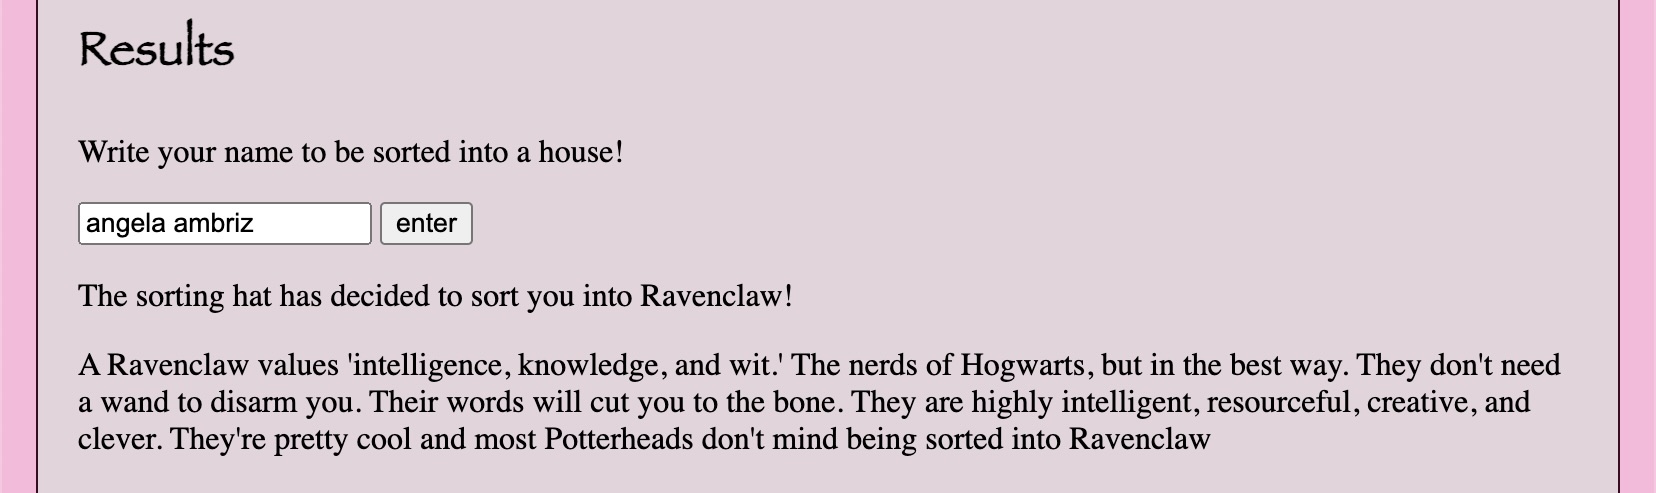 Results
Write your name to be sorted into a house!
angela ambriz enter
The sorting hat has decided to sort you into Ravenclaw!
A Ravenclaw values 'intelligence, knowledge, and wit.' The nerds of Hogwarts, but in the best way. They don't need
a wand to disarm you. Their words will cut you to the bone. They are highly intelligent, resourceful, creative, and
clever. They're pretty cool and most Potterheads don't mind being sorted into Ravenclaw